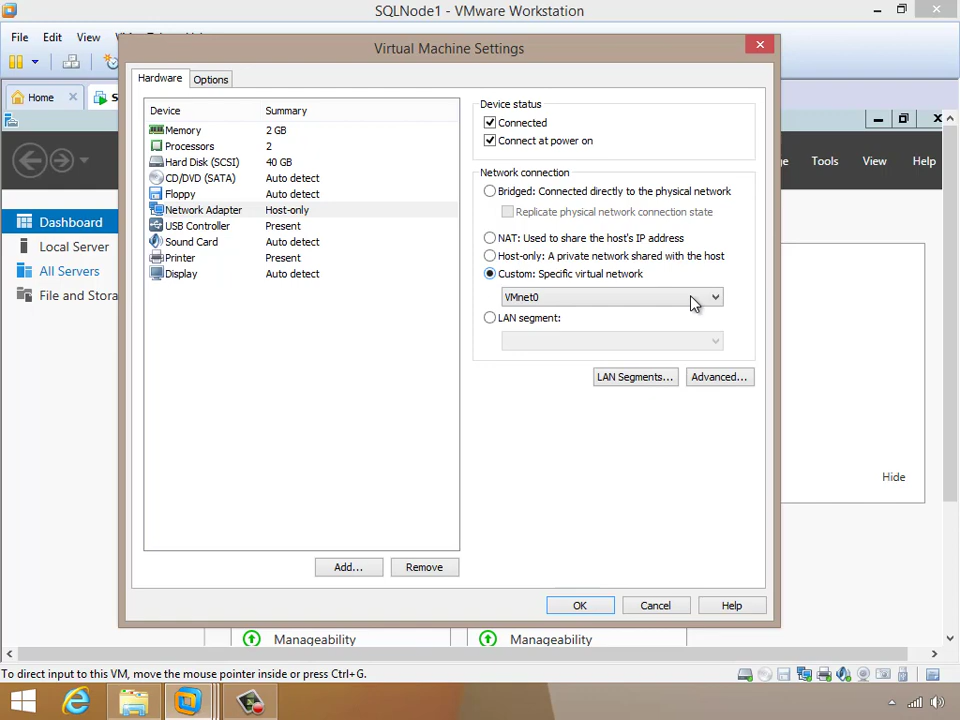 SQLNode1 - VMware Workstation
File Edit View
Virtual Machine Settings
Home
S
Hardware Options
Device Summary
Memory 2 GB
Processors 2
Hard Disk (SCSI) 40 GB
CD/DVD (SATA) Auto detect
Floppy Auto detect
Network Adapter Host-only
USB Controller Present
Sound Card Auto detect
Printer Present
Display Auto detect
Add... Remove
Device status
Connected
Connect at power on
Network connection
Bridged: Connected directly to the physical network
Replicate physical network connection state
NAT: Used to share the host's IP address
Host-only: A private network shared with the host
Custom: Specific virtual network
VMnet0
LAN segment:
LAN Segments... Advanced...
OK Cancel Help
ge Tools View Help
Dashboard
Local Server
All Servers
File and Stora
Hide
Manageability Manageability
To direct input to this VM, move the mouse pointer inside or press Ctrl+G.